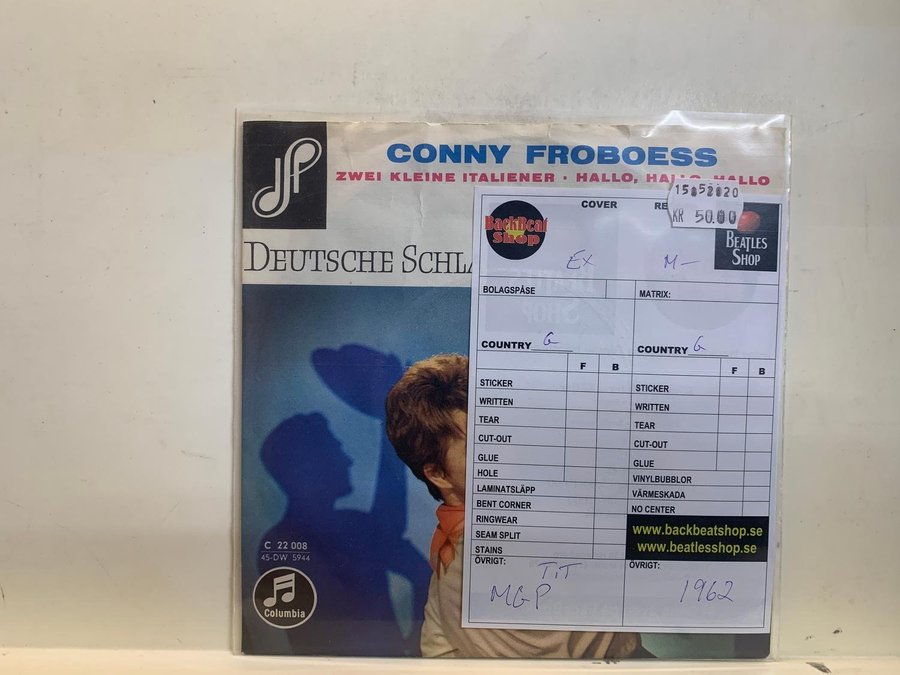 CONNY FROBOESS
ZWEI KLEINE ITALIENER · HALLO, HALLO, HALLO
15052020
KR 50.00
COVER
BackBeat Shop
BEATLES SHOP
DEUTSCHE
EX
M-
BOLAGSPÅSE
MATRIX:
COUNTRY G
COUNTRY G
F B
F B
STICKER
STICKER
WRITTEN
WRITTEN
TEAR
TEAR
CUT-OUT
CUT-OUT
GLUE
GLUE
HOLE
VINYLBUBBLOR
LAMINATSLÄPP
VÄRMESKADA
BENT CORNER
NO CENTER
RINGWEAR
SEAM SPLIT
STAINS
www.backbeatshop.se
www.beatlesshop.se
ÖVRIGT:
TiT
MGP
ÖVRIGT:
1962
C 22 008
45-DW 5944
Columbia